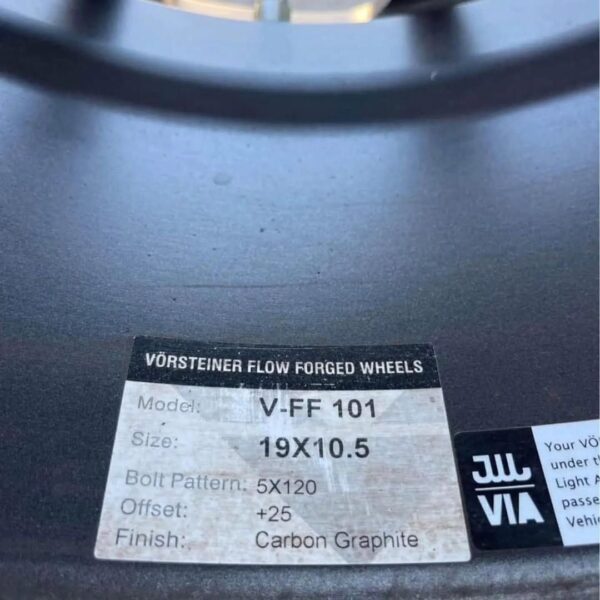 VÖRSTEINER FLOW FORGED WHEELS
Model: V-FF 101
Size: 19X10.5
Bolt Pattern: 5X120
Offset: +25
Finish: Carbon Graphite
JWL
VIA
Your VÖ
under th
Light A
passe
Vehic